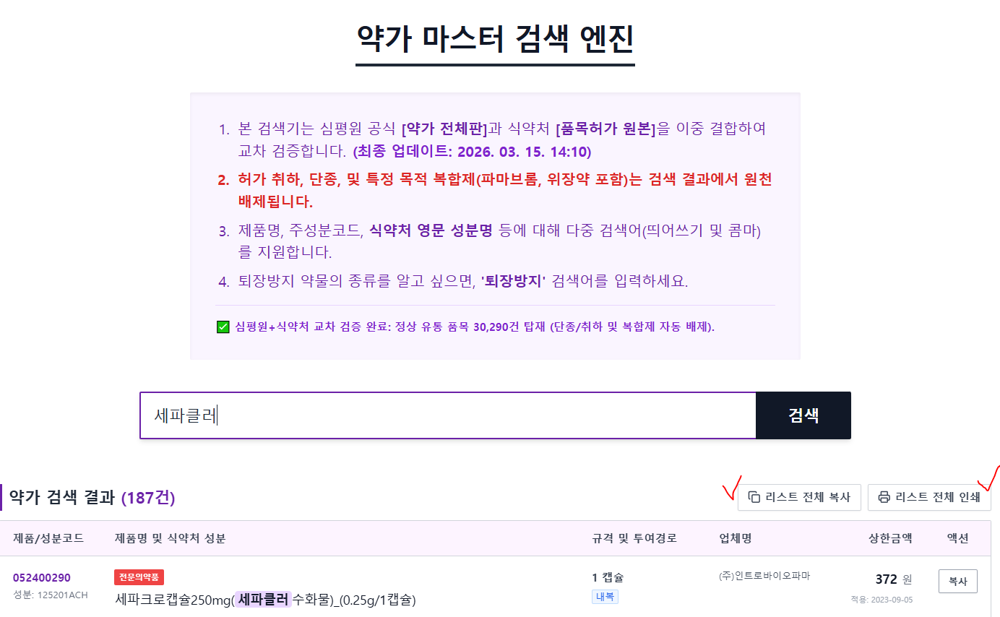 약가 마스터 검색 엔진
1. 본 검색기는 심평원 공식 [약가 전체판]과 식약처 [품목허가 원본]을 이중 결합하여
교차 검증합니다. (최종 업데이트: 2026. 03. 15. 14:10)
2. 허가 취하, 단종, 및 특정 목적 복합제(파마브롬, 위장약 포함)는 검색 결과에서 원천
배제됩니다.
3. 제품명, 주성분코드, 식약처 영문 성분명 등에 대해 다중 검색어(띄어쓰기 및 콤마)
를 지원합니다.
4. 퇴장방지 약물의 종류를 알고 싶으면, '퇴장방지' 검색어를 입력하세요.
✅ 심평원+식약처 교차 검증 완료: 정상 유통 품목 30,290건 탑재 (단종/취하 및 복합제 자동 배제).
세파클러 검색
약가 검색 결과 (187건) 리스트 전체 복사 리스트 전체 인쇄
제품/성분코드 제품명 및 식약처 성분 규격 및 투여경로 업체명 상한금액 액션
052400290 전문의약품 1 캡슐 (주)인트로바이오파마 372 원 복사
성분: 125201ACH 세파크로캡슐250mg(세파클러수화물)_(0.25g/1캡슐) 내복 적용: 2023-09-05